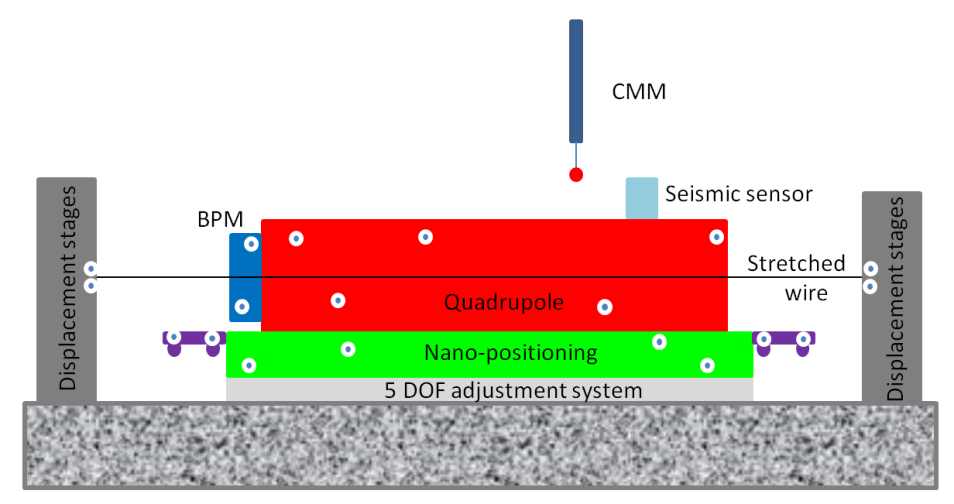 CMM
Seismic sensor
BPM
Displacement stages
Stretched
wire
Displacement stages
Quadrupole
Nano-positioning
5 DOF adjustment system